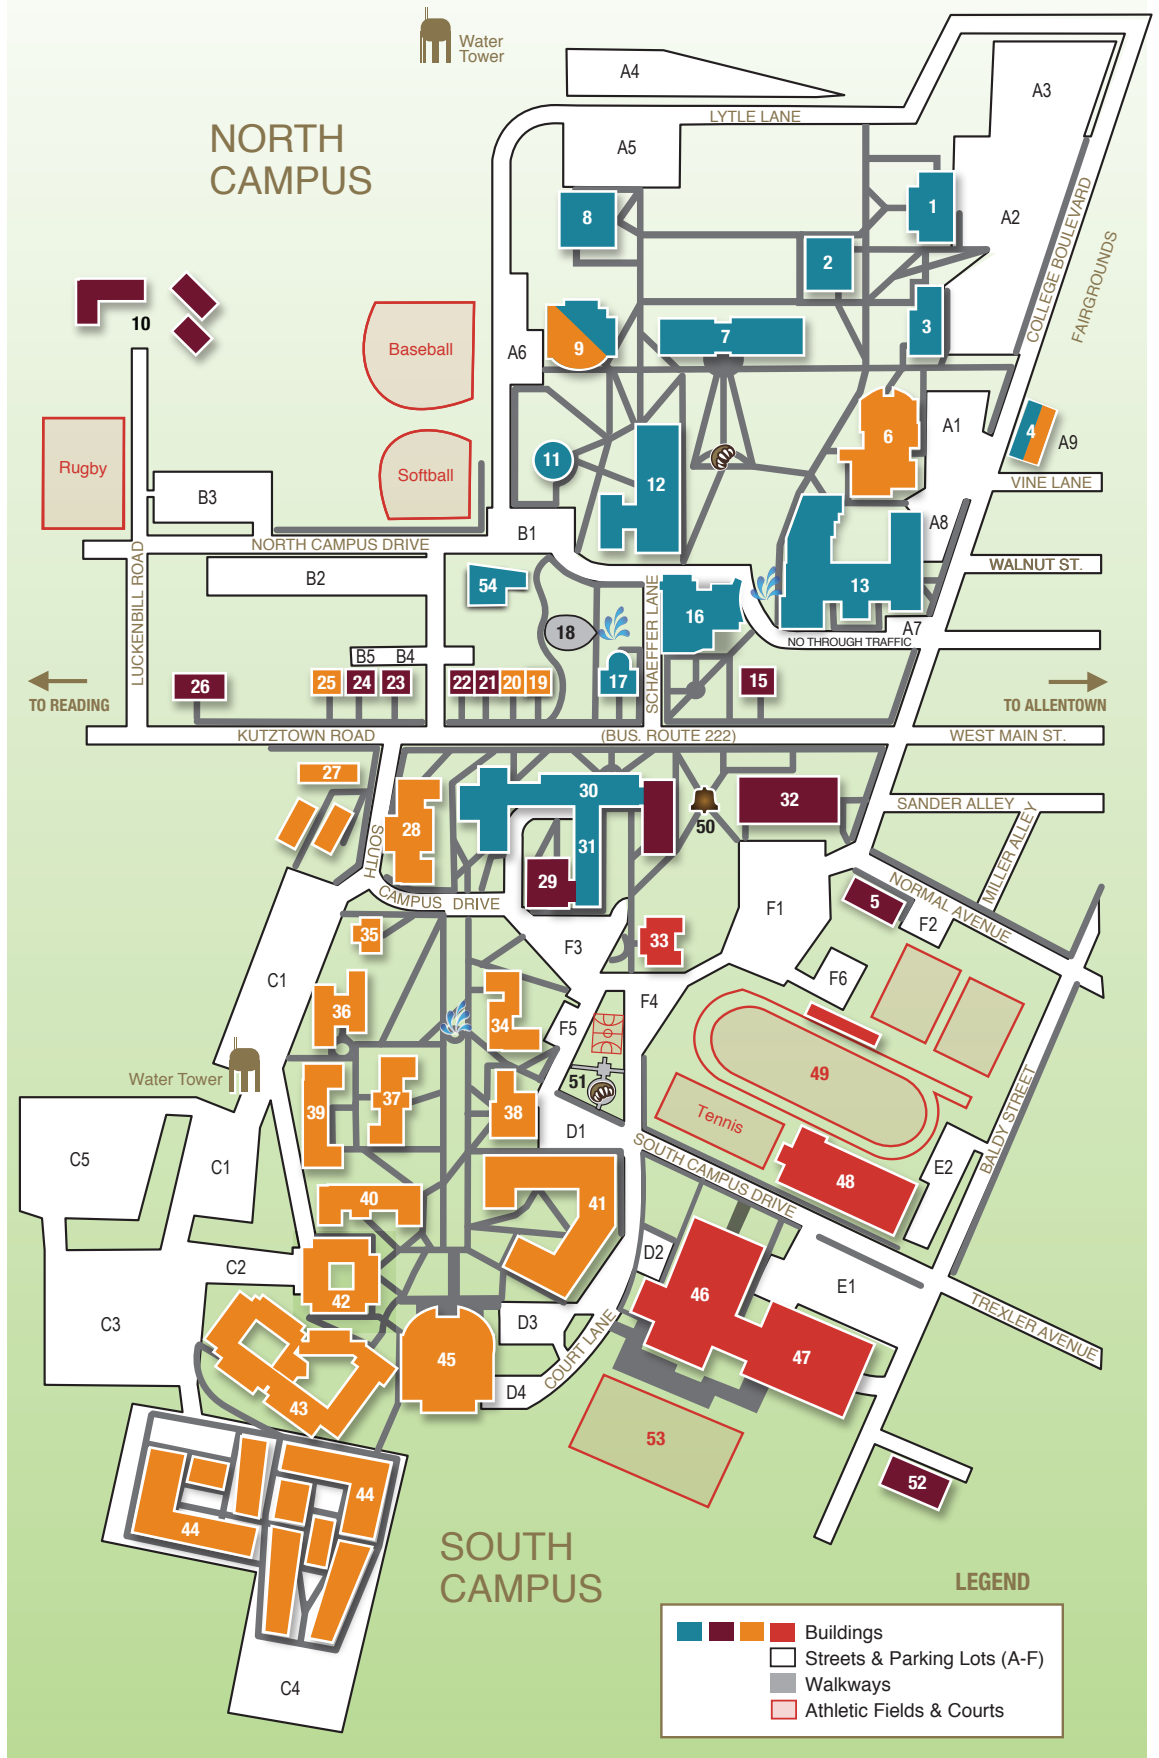 Water
Tower
A4
A3
LYTLE LANE
NORTH
CAMPUS
A5
1
8
A2
COLLEGE BOULEVARD
FAIRGROUNDS
2
10
3
7
Baseball
9
A6
6
A1
4
A9
Rugby
Softball
11
12
VINE LANE
B3
A8
B1
NORTH CAMPUS DRIVE
WALNUT ST.
B2
54
13
LUCKENBILL ROAD
SCHAEFFER LANE
16
18
A7
NO THROUGH TRAFFIC
B5
B4
26
25
24
23
22
21
20
19
17
15
TO READING
TO ALLENTOWN
KUTZTOWN ROAD
(BUS. ROUTE 222)
WEST MAIN ST.
27
30
32
SANDER ALLEY
MILLER ALLEY
28
50
31
SOUTH
CAMPUS DRIVE
29
NORMAL AVENUE
5
F1
F2
35
F3
33
C1
F6
36
F4
34
F5
Water Tower
51
49
37
39
38
Tennis
BALDY STREET
D1
C5
C1
SOUTH CAMPUS DRIVE
E2
48
40
41
D2
C2
42
46
E1
C3
D3
TREXLER AVENUE
COURT LANE
45
47
D4
43
53
52
44
44
SOUTH
CAMPUS
C4
LEGEND
Buildings
Streets & Parking Lots (A-F)
Walkways
Athletic Fields & Courts